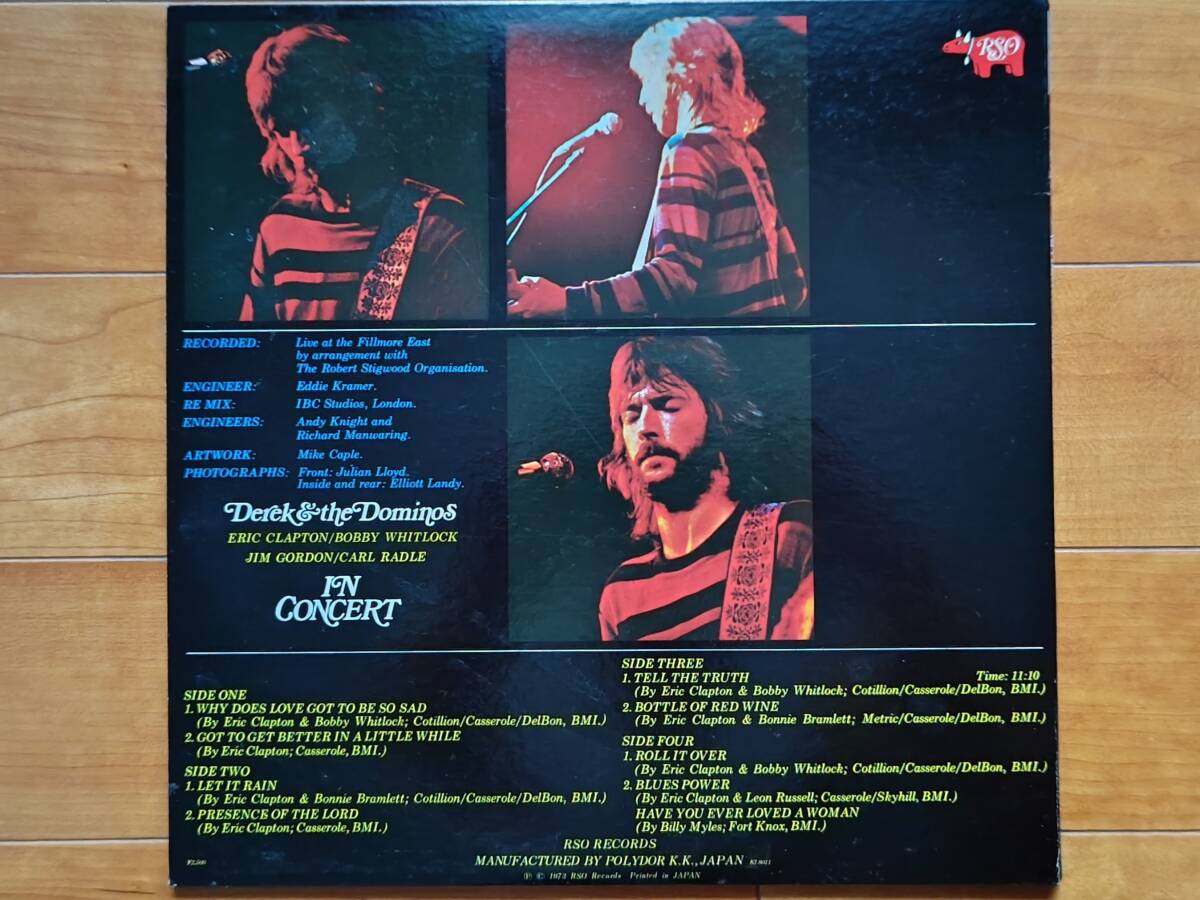 RSO
RECORDED: Live at the Fillmore East
by arrangement with
The Robert Stigwood Organisation.
ENGINEER: Eddie Kramer.
RE MIX: IBC Studios, London.
ENGINEERS: Andy Knight and
Richard Manwaring.
ARTWORK: Mike Caple.
PHOTOGRAPHS: Front: Julian Lloyd.
Inside and rear: Elliott Landy.
Derek & the Dominos
ERIC CLAPTON/BOBBY WHITLOCK
JIM GORDON/CARL RADLE
IN
CONCERT
SIDE ONE
1. WHY DOES LOVE GOT TO BE SO SAD
(By Eric Clapton & Bobby Whitlock; Cotillion/Casserole/DelBon, BMI.)
2. GOT TO GET BETTER IN A LITTLE WHILE
(By Eric Clapton; Casserole, BMI.)
SIDE TWO
1. LET IT RAIN
(By Eric Clapton & Bonnie Bramlett; Cotillion/Casserole/DelBon, BMI.)
2. PRESENCE OF THE LORD
(By Eric Clapton; Casserole, BMI.)
SIDE THREE
1. TELL THE TRUTH Time: 11:10
(By Eric Clapton & Bobby Whitlock; Cotillion/Casserole/DelBon, BMI.)
2. BOTTLE OF RED WINE
(By Eric Clapton & Bonnie Bramlett; Metric/Casserole/DelBon, BMI.)
SIDE FOUR
1. ROLL IT OVER
(By Eric Clapton & Bobby Whitlock; Cotillion/Casserole/DelBon, BMI.)
2. BLUES POWER
(By Eric Clapton & Leon Russell; Casserole/Skyhill, BMI.)
HAVE YOU EVER LOVED A WOMAN
(By Billy Myles; Fort Knox, BMI.)
RSO RECORDS
MANUFACTURED BY POLYDOR K.K., JAPAN
℗ © 1973 RSO Records Printed in JAPAN